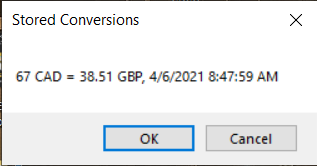 Stored Conversions
67 CAD = 38.51 GBP, 4/6/2021 8:47:59 AM
OK
Cancel